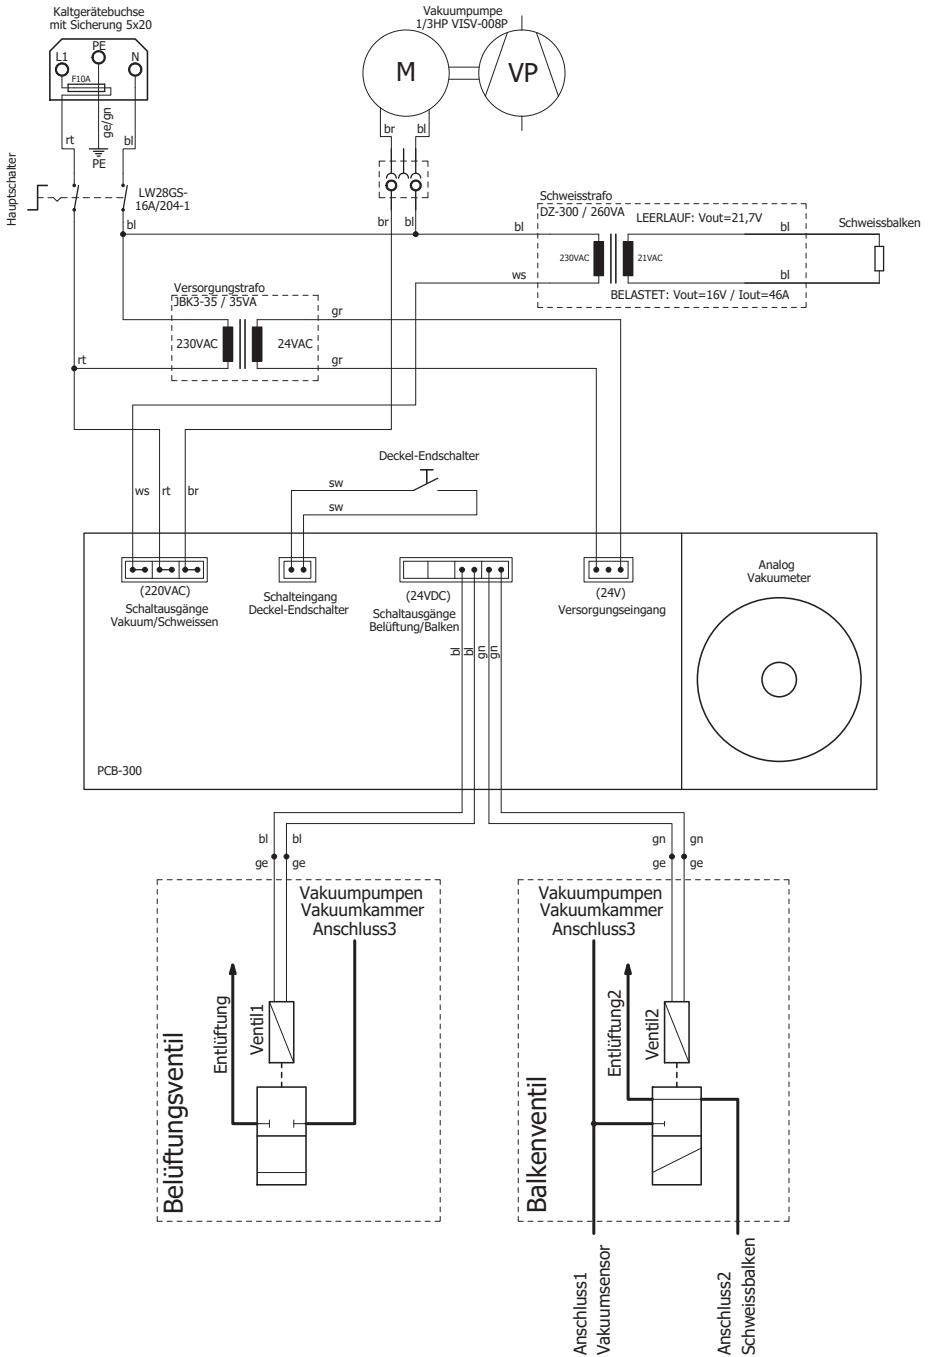 Kaltgerätebuchse
mit Sicherung 5x20
L1
PE
N
F10A
rt
ge/gn
bl
PE
Hauptschalter
LW28GS-
16A/204-1
bl
Vakuumpumpe
1/3HP VISV-008P
M
VP
br
bl
br
bl
Schweisstrafo
DZ-300 / 260VA
LEERLAUF: Vout=21,7V
bl
bl
Schweissbalken
230VAC
21VAC
ws
bl
BELASTET: Vout=16V / Iout=46A
Versorgungstrafo
JBK3-35 / 35VA
gr
230VAC
24VAC
rt
gr
Deckel-Endschalter
sw
sw
ws
rt
br
(220VAC)
Schaltausgänge
Vakuum/Schweissen
Schalteingang
Deckel-Endschalter
(24VDC)
Schaltausgänge
Belüftung/Balken
(24V)
Versorgungseingang
Analog
Vakuumeter
bl
bl
gn
gn
PCB-300
bl
bl
ge
ge
gn
gn
ge
ge
Vakuumpumpen
Vakuumkammer
Anschluss3
Entlüftung
Ventil1
Belüftungsventil
Vakuumpumpen
Vakuumkammer
Anschluss3
Entlüftung2
Ventil2
Balkenventil
Anschluss1
Vakuumsensor
Anschluss2
Schweissbalken